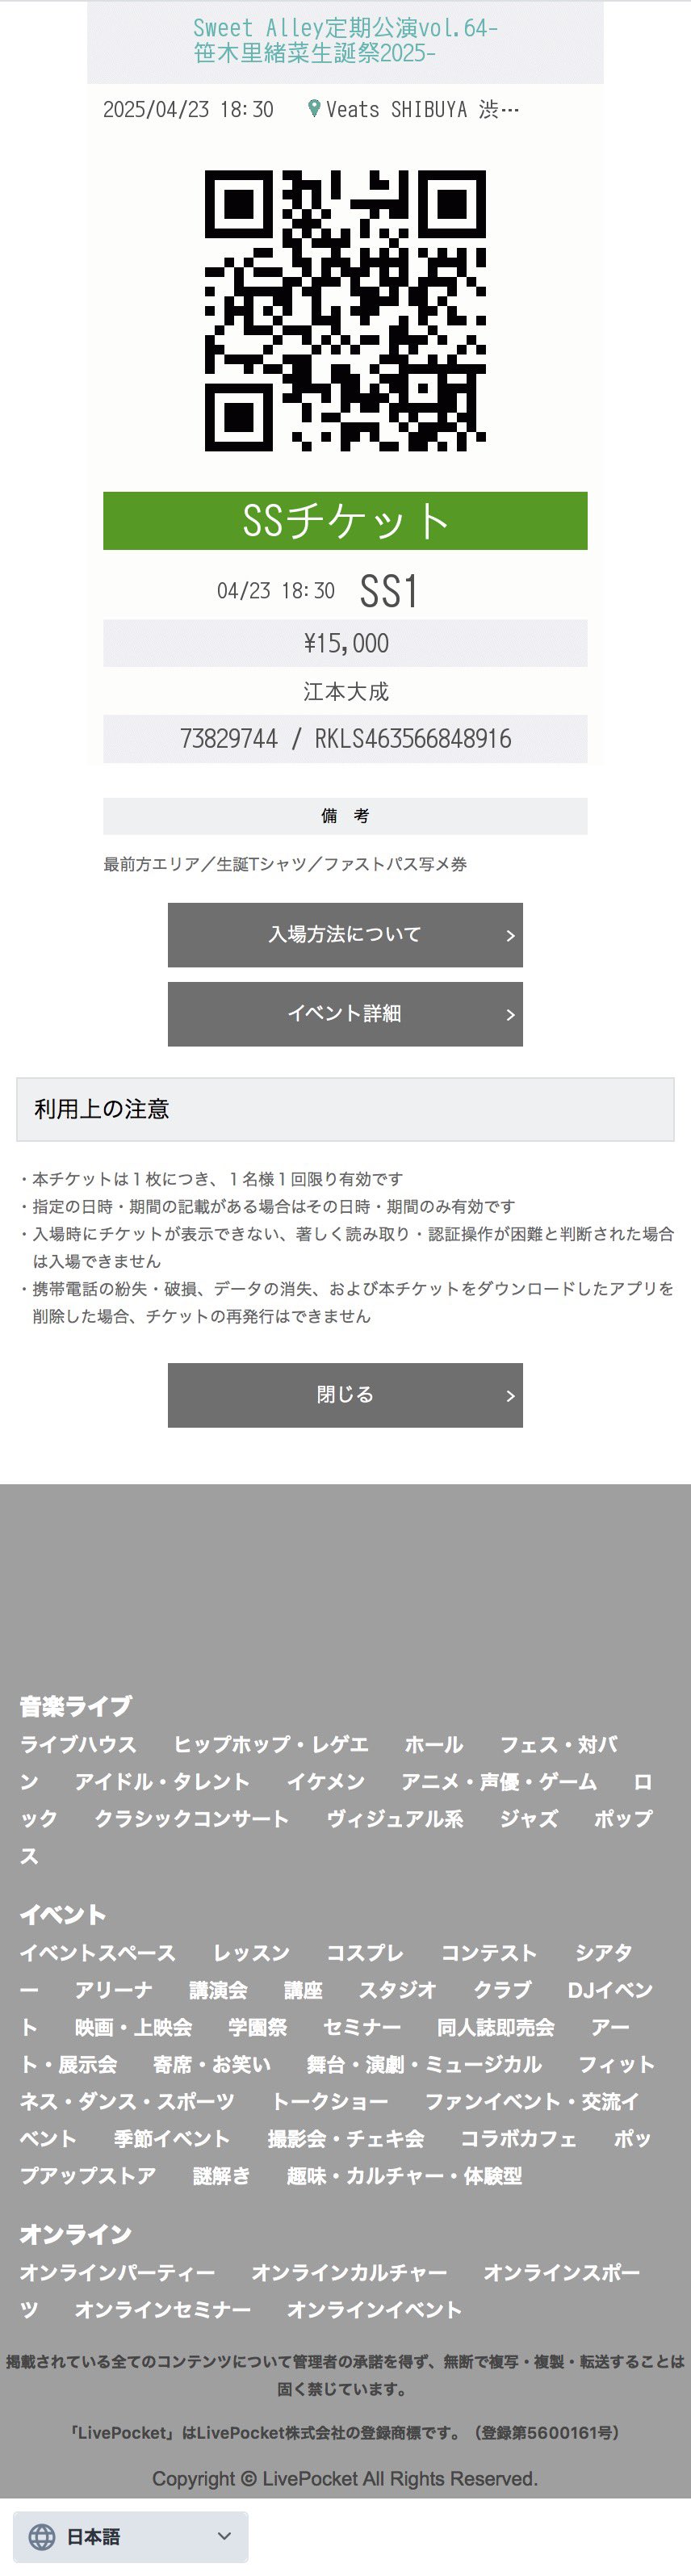 Sweet Alley定期公演vol.64-
笹木里緒菜生誕祭2025-
2025/04/23 18:30 Veats SHIBUYA 渋…
SSチケット
04/23 18:30 SS1
¥15,000
江本大成
73829744 / RKLS463566848916
備 考
最前方エリア／生誕Tシャツ／ファストパス写メ券
入場方法について
イベント詳細
利用上の注意
・本チケットは１枚につき、１名様１回限り有効です
・指定の日時・期間の記載がある場合はその日時・期間のみ有効です
・入場時にチケットが表示できない、著しく読み取り・認証操作が困難と判断された場合
は入場できません
・携帯電話の紛失・破損、データの消失、および本チケットをダウンロードしたアプリを
削除した場合、チケットの再発行はできません
閉じる
音楽ライブ
ライブハウス ヒップホップ・レゲエ ホール フェス・対バ
ン アイドル・タレント イケメン アニメ・声優・ゲーム ロ
ック クラシックコンサート ヴィジュアル系 ジャズ ポップ
ス
イベント
イベントスペース レッスン コスプレ コンテスト シアタ
ー アリーナ 講演会 講座 スタジオ クラブ DJイベン
ト 映画・上映会 学園祭 セミナー 同人誌即売会 アー
ト・展示会 寄席・お笑い 舞台・演劇・ミュージカル フィット
ネス・ダンス・スポーツ トークショー ファンイベント・交流イ
ベント 季節イベント 撮影会・チェキ会 コラボカフェ ポッ
プアップストア 謎解き 趣味・カルチャー・体験型
オンライン
オンラインパーティー オンラインカルチャー オンラインスポー
ツ オンラインセミナー オンラインイベント
掲載されている全てのコンテンツについて管理者の承諾を得ず、無断で複写・複製・転送することは
固く禁じています。
「LivePocket」はLivePocket株式会社の登録商標です。（登録第5600161号）
Copyright © LivePocket All Rights Reserved.
日本語